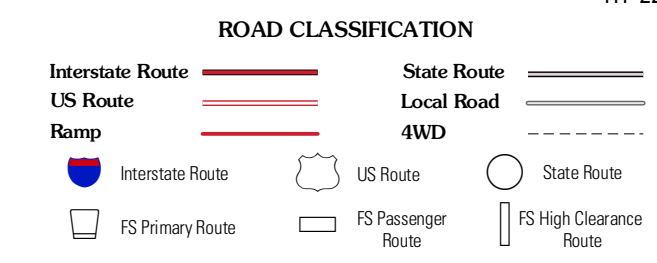 ROAD CLASSIFICATION
Interstate Route
State Route
US Route
Local Road
Ramp
4WD
Interstate Route
US Route
State Route
FS Primary Route
FS Passenger
Route
FS High Clearance
Route